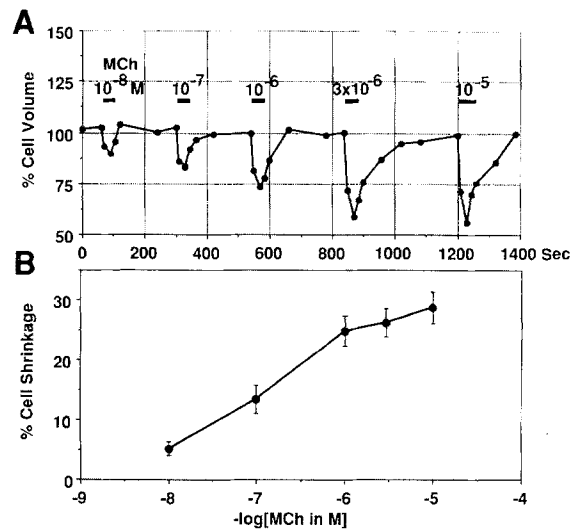 A
150
MCh
125
10⁻⁸ M 10⁻⁷ 10⁻⁶ 3x10⁻⁶ 10⁻⁵
100
75
50
% Cell Volume
0 200 400 600 800 1000 1200 1400 Sec
B
30
20
10
0
% Cell Shrinkage
-9 -8 -7 -6 -5 -4
-log[MCh in M]